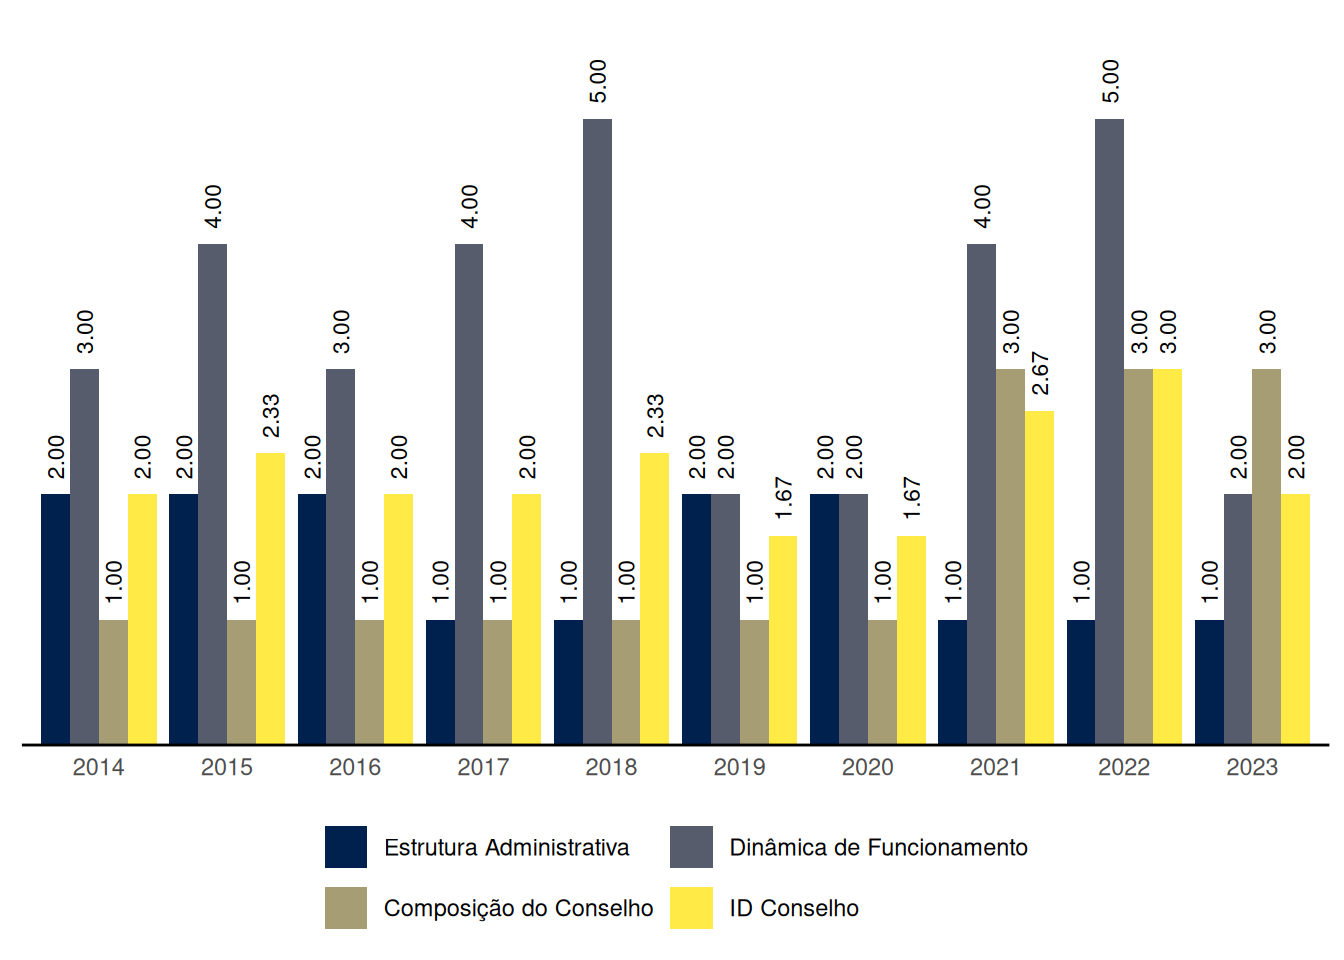 5.00 5.00
4.00 4.00 4.00
3.00 3.00 3.00 3.00 3.00 3.00
2.67
2.33 2.33
2.00 2.00 2.00 2.00 2.00 2.00 2.00 2.00 2.00 2.00 2.00 2.00 2.00
1.67 1.67
1.00 1.00 1.00 1.00 1.00 1.00 1.00 1.00 1.00 1.00 1.00 1.00
2014 2015 2016 2017 2018 2019 2020 2021 2022 2023
Estrutura Administrativa Dinâmica de Funcionamento
Composição do Conselho ID Conselho